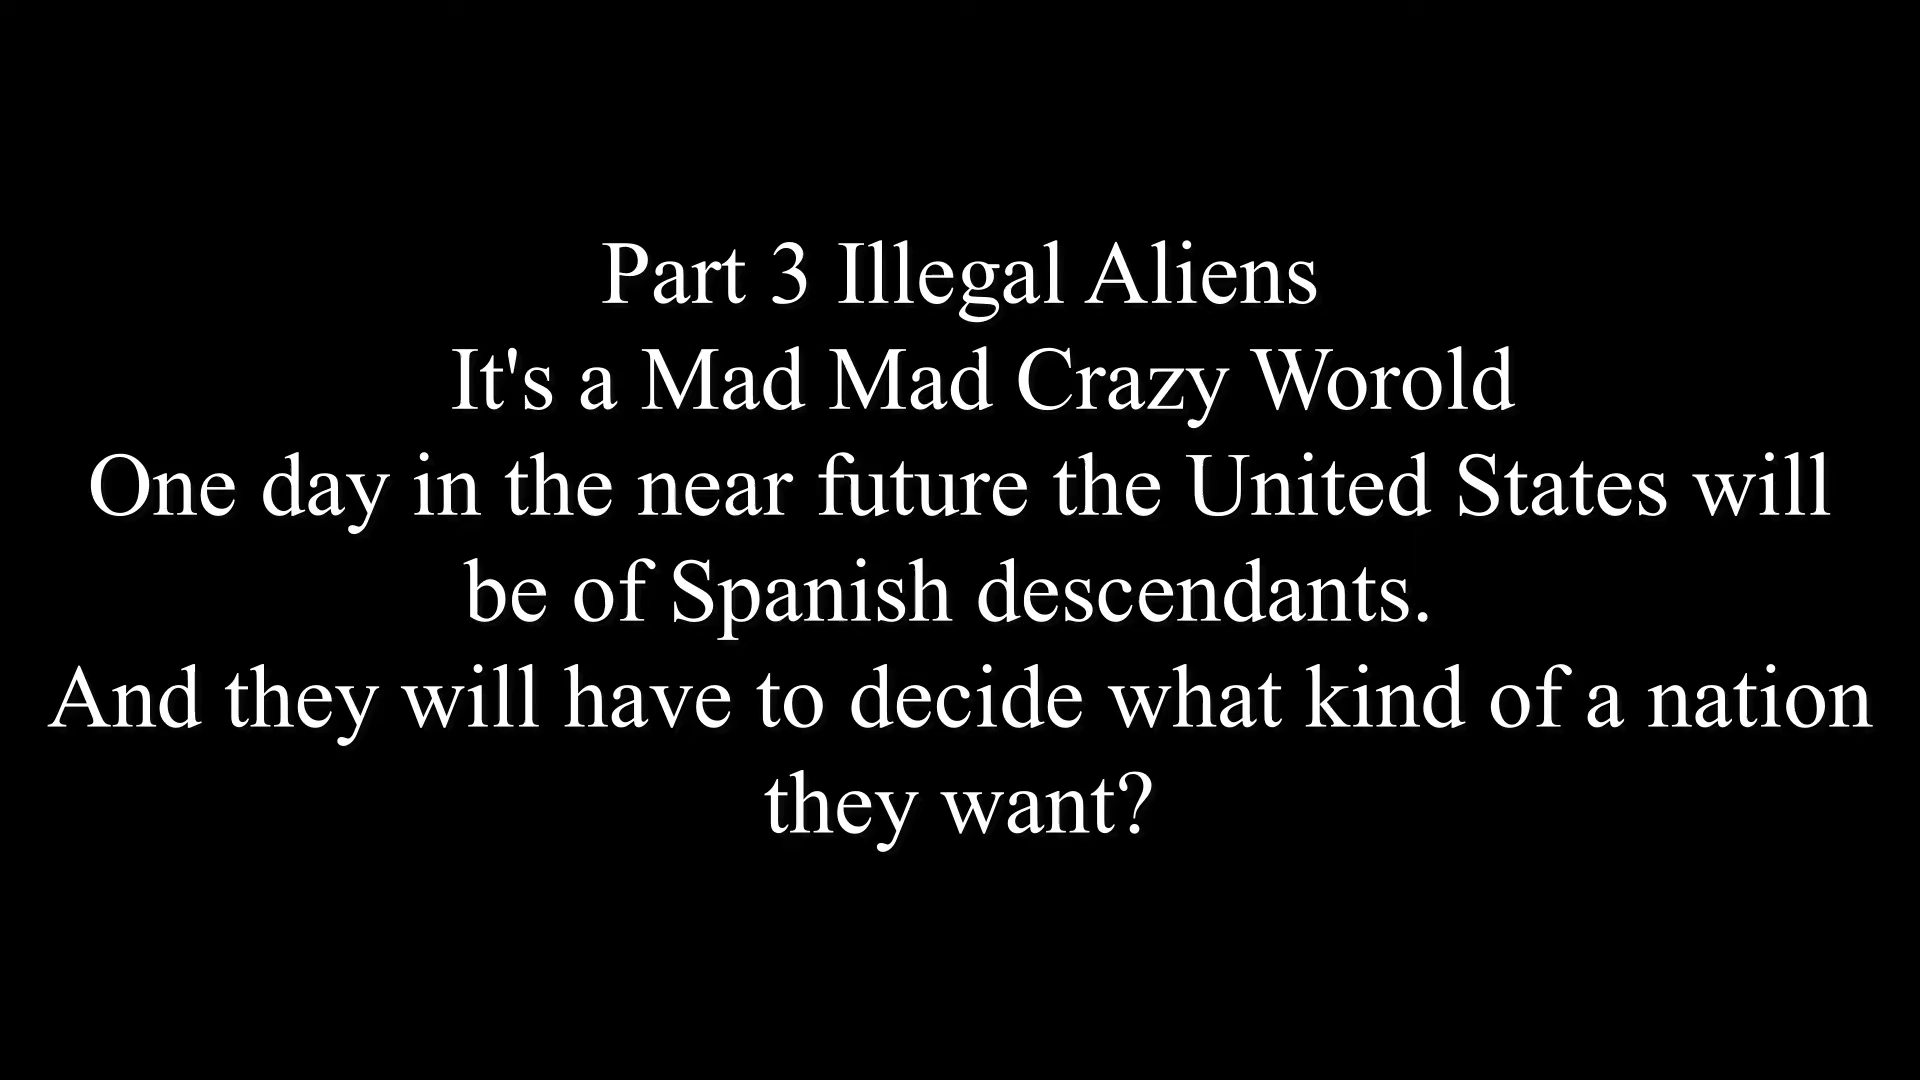 Part 3 Illegal Aliens
It's a Mad Mad Crazy Worold
One day in the near future the United States will
be of Spanish descendants.
And they will have to decide what kind of a nation
they want?